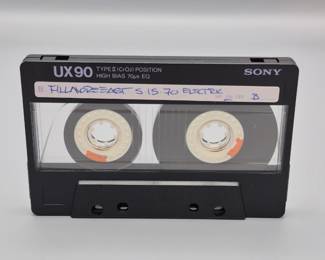 UX90 TYPE II (CrO₂) POSITION
HIGH BIAS 70µs EQ
SONY
FILLMORE EAST 5 15 70 ELECTRIC B